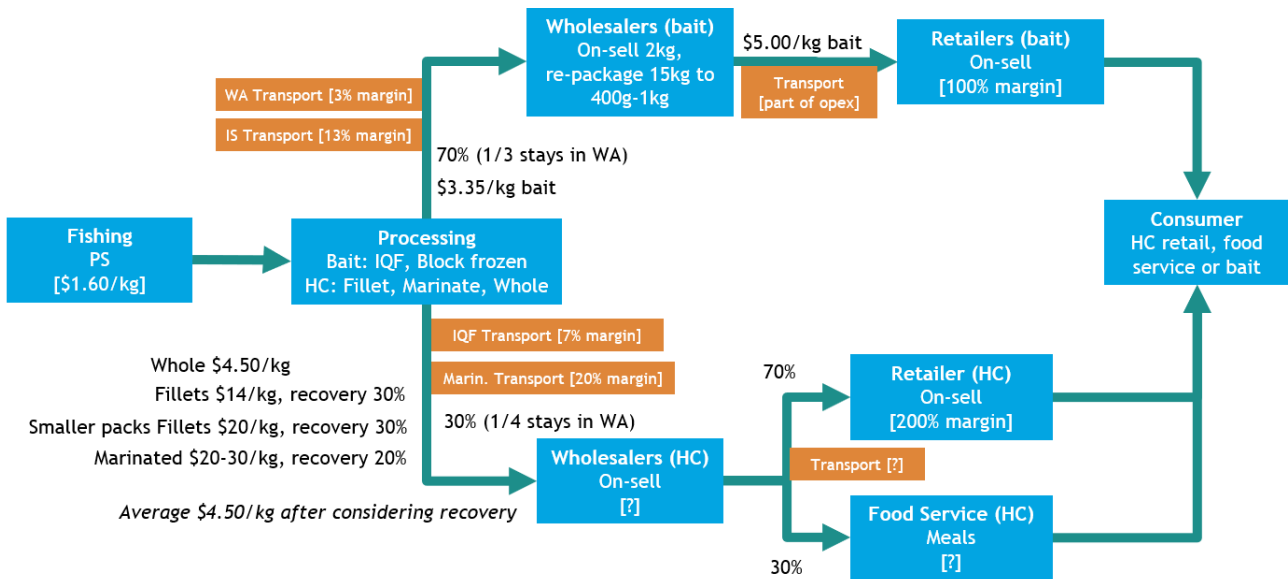 Wholesalers (bait)
On-sell 2kg,
re-package 15kg to
400g-1kg
$5.00/kg bait
Transport
[part of opex]
Retailers (bait)
On-sell
[100% margin]
WA Transport [3% margin]
IS Transport [13% margin]
70% (1/3 stays in WA)
$3.35/kg bait
Fishing
PS
[$1.60/kg]
Processing
Bait: IQF, Block frozen
HC: Fillet, Marinate, Whole
Consumer
HC retail, food
service or bait
IQF Transport [7% margin]
Marin. Transport [20% margin]
Whole $4.50/kg
Fillets $14/kg, recovery 30%
Smaller packs Fillets $20/kg, recovery 30%
Marinated $20-30/kg, recovery 20%
Average $4.50/kg after considering recovery
30% (1/4 stays in WA)
Wholesalers (HC)
On-sell
[?]
70%
Retailer (HC)
On-sell
[200% margin]
Transport [?]
Food Service (HC)
Meals
[?]
30%